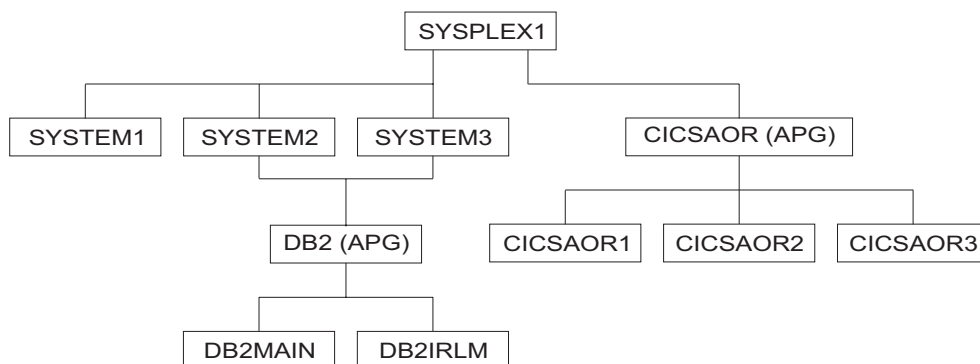 SYSPLEX1
SYSTEM1
SYSTEM2
SYSTEM3
CICSAOR (APG)
DB2 (APG)
CICSAOR1
CICSAOR2
CICSAOR3
DB2MAIN
DB2IRLM